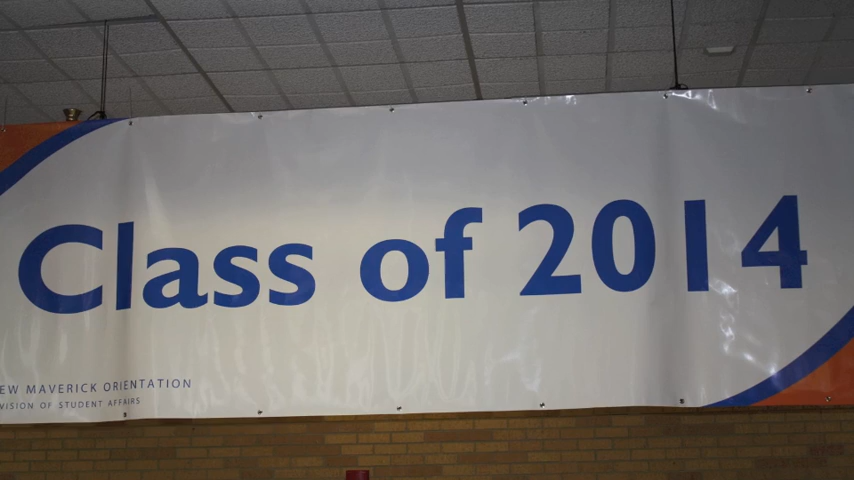 Class of 2014
EW MAVERICK ORIENTATION
VISION OF STUDENT AFFAIRS